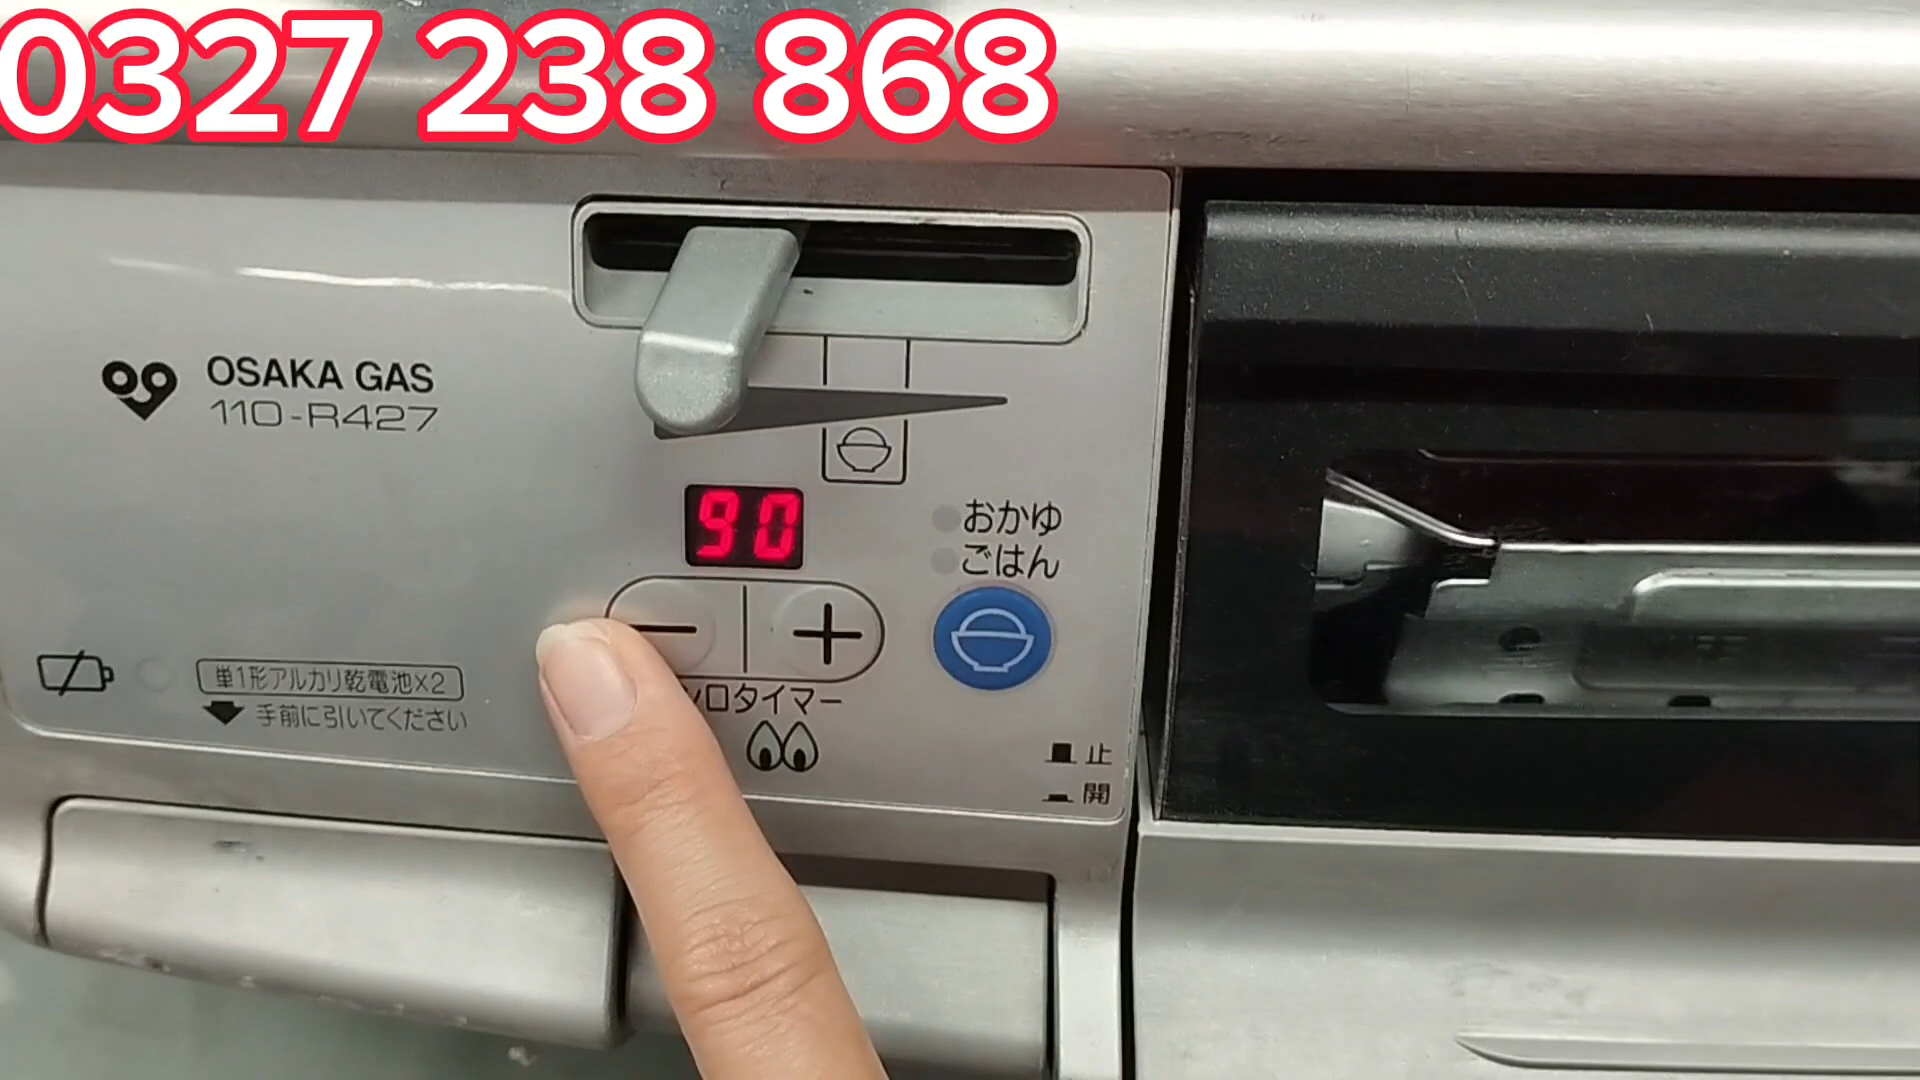 0327 238 868
OSAKA GAS
110-R427
90
おかゆ
ごはん
− +
ンロタイマー
単1形アルカリ乾電池×2
手前に引いてください
止
開